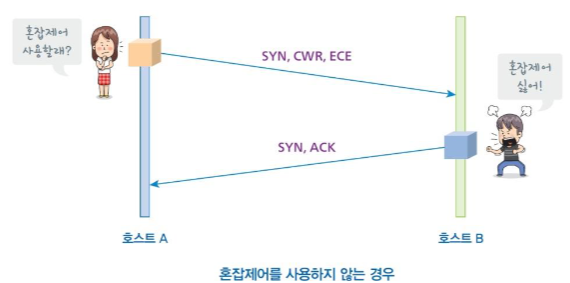 혼잡제어
사용할래?
SYN, CWR, ECE
혼잡제어
싫어!
SYN, ACK
호스트 A
호스트 B
혼잡제어를 사용하지 않는 경우